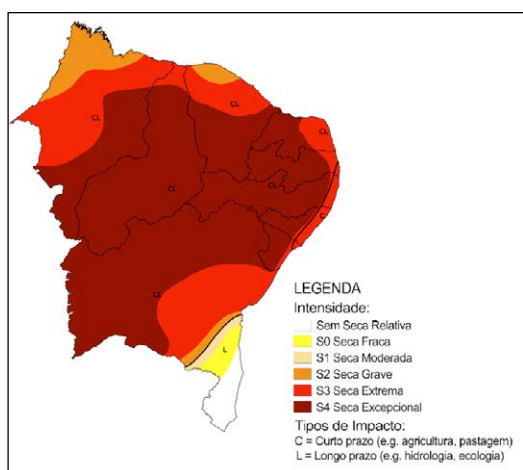 CL
CL
CL
CL
CL
C
CL
L
LEGENDA
Intensidade:
Sem Seca Relativa
S0 Seca Fraca
S1 Seca Moderada
S2 Seca Grave
S3 Seca Extrema
S4 Seca Excepcional
Tipos de Impacto:
C = Curto prazo (e.g. agricultura, pastagem)
L = Longo prazo (e.g. hidrologia, ecologia)